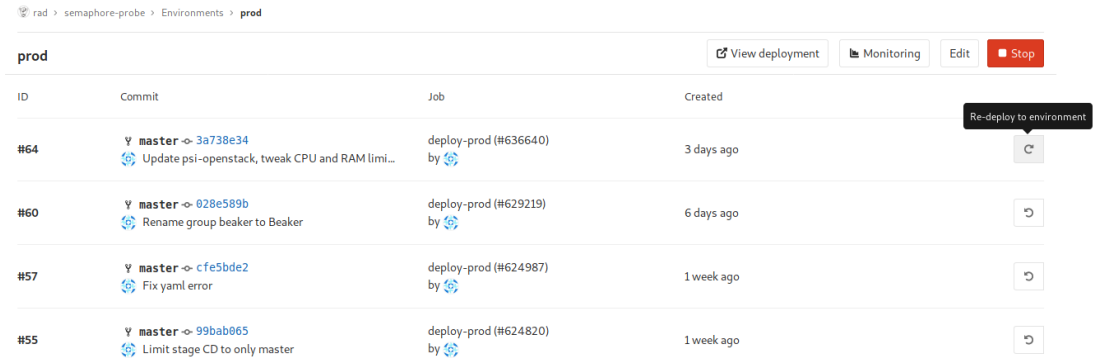 rad > semaphore-probe > Environments > prod
prod
View deployment
Monitoring
Edit
Stop
ID Commit Job Created
Re-deploy to environment
#64 master 3a738e34 deploy-prod (#636640) 3 days ago
Update psi-openstack, tweak CPU and RAM limi... by
#60 master 028e589b deploy-prod (#629219) 6 days ago
Rename group beaker to Beaker by
#57 master cfe5bde2 deploy-prod (#624987) 1 week ago
Fix yaml error by
#55 master 99bab065 deploy-prod (#624820) 1 week ago
Limit stage CD to only master by